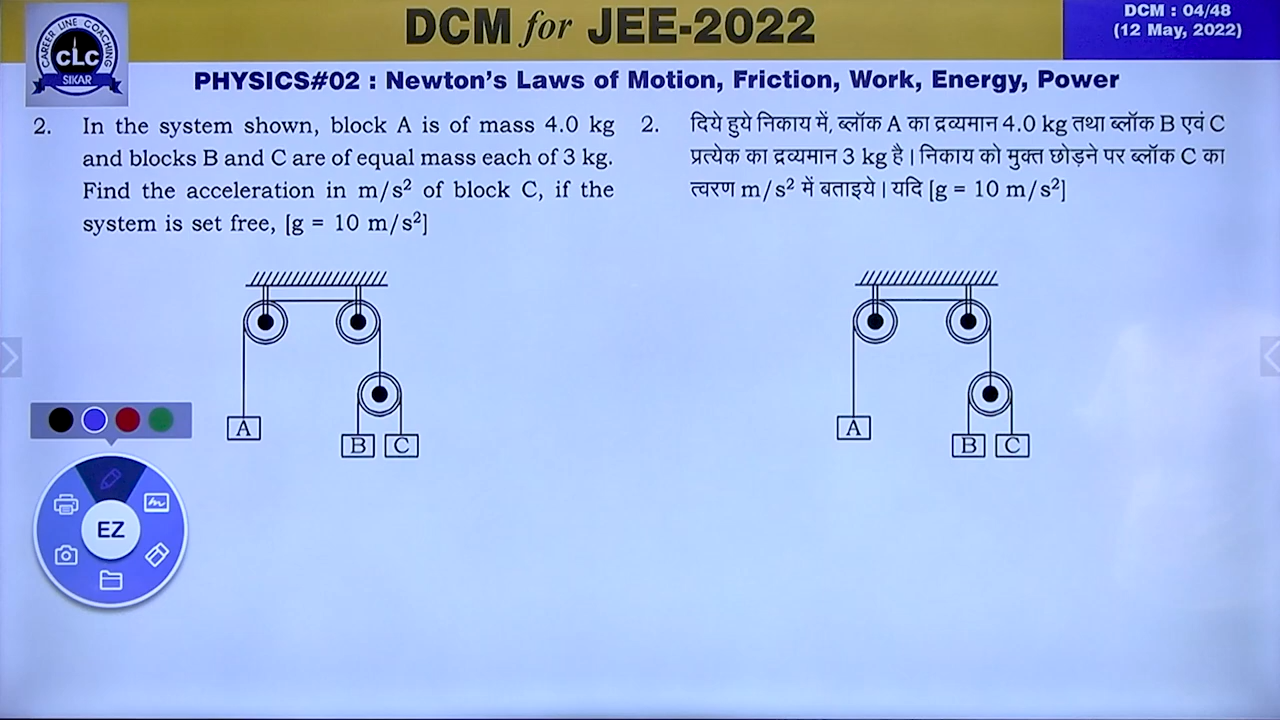 DCM for JEE-2022
DCM : 04/48
(12 May, 2022)
CAREER LINE COACHING
CLC
SIKAR
PHYSICS#02 : Newton's Laws of Motion, Friction, Work, Energy, Power
2. In the system shown, block A is of mass 4.0 kg
and blocks B and C are of equal mass each of 3 kg.
Find the acceleration in m/s² of block C, if the
system is set free, [g = 10 m/s²]
2. दिये हुये निकाय में, ब्लॉक A का द्रव्यमान 4.0 kg तथा ब्लॉक B एवं C
प्रत्येक का द्रव्यमान 3 kg है। निकाय को मुक्त छोड़ने पर ब्लॉक C का
त्वरण m/s² में बताइये। यदि [g = 10 m/s²]
A
B C
A
B C
EZ